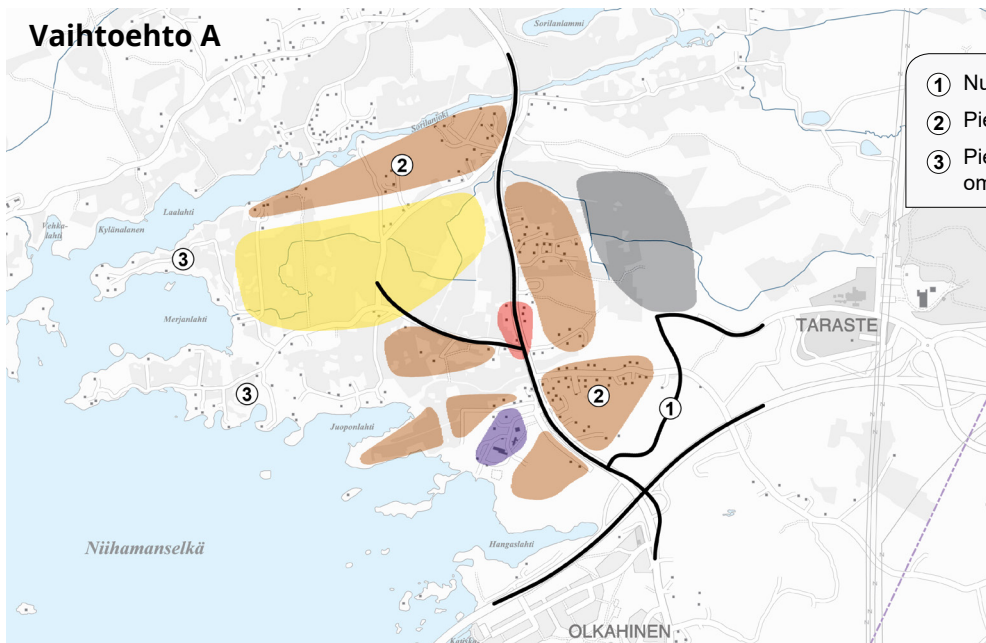 Vaihtoehto A
Sorilanlammi
1 Nu
2 Pie
3 Pie
om
Sorilanjoki
2
Laalahti
Vehka-
lahti
Kylänalanen
3
Merjanlahti
TARASTE
3
2
1
Juoponlahti
Niihamanselkä
Hangaslahti
OLKAHINEN